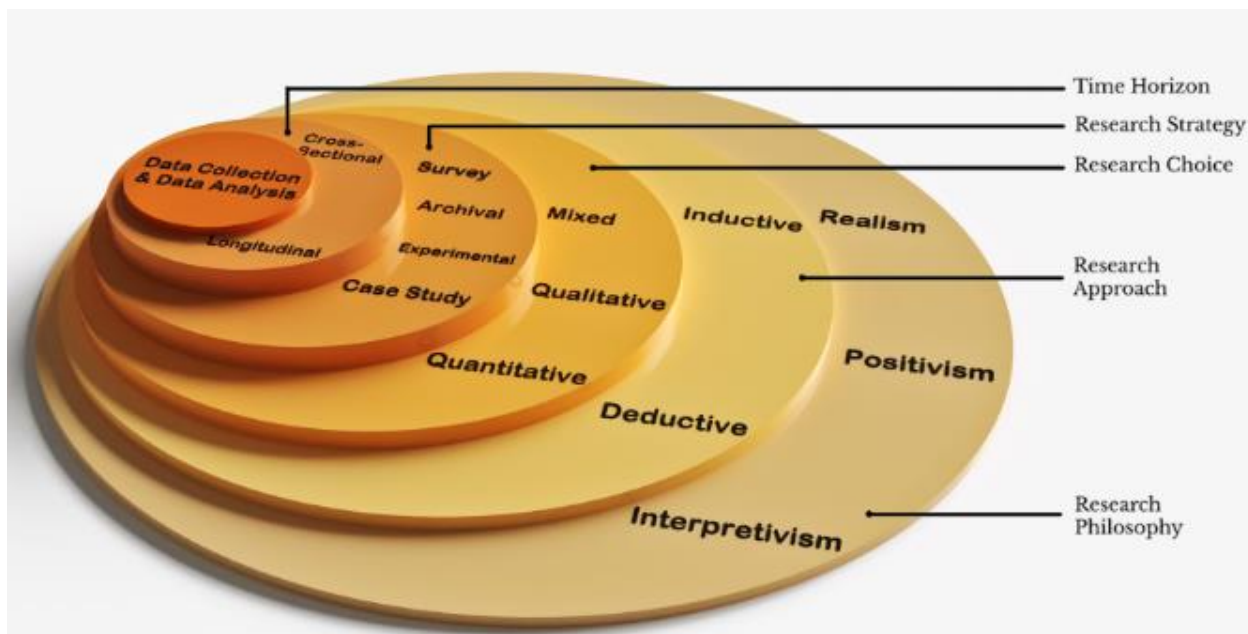 Time Horizon
Research Strategy
Research Choice
Research
Approach
Research
Philosophy
Cross-
Sectional
Data Collection
& Data Analysis
Longitudinal
Survey
Archival
Experimental
Case Study
Mixed
Qualitative
Quantitative
Inductive
Deductive
Realism
Positivism
Interpretivism